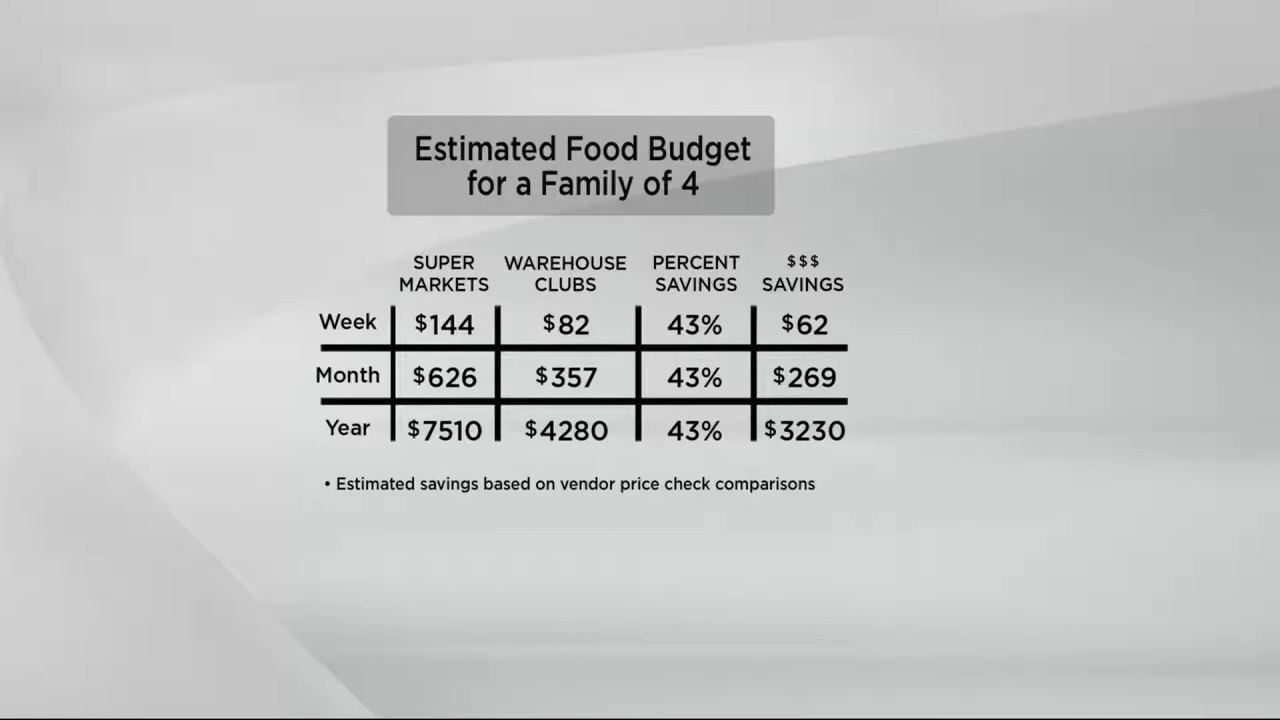 Estimated Food Budget
for a Family of 4
SUPER MARKETS WAREHOUSE CLUBS PERCENT SAVINGS $$$ SAVINGS
Week $144 $82 43% $62
Month $626 $357 43% $269
Year $7510 $4280 43% $3230
• Estimated savings based on vendor price check comparisons